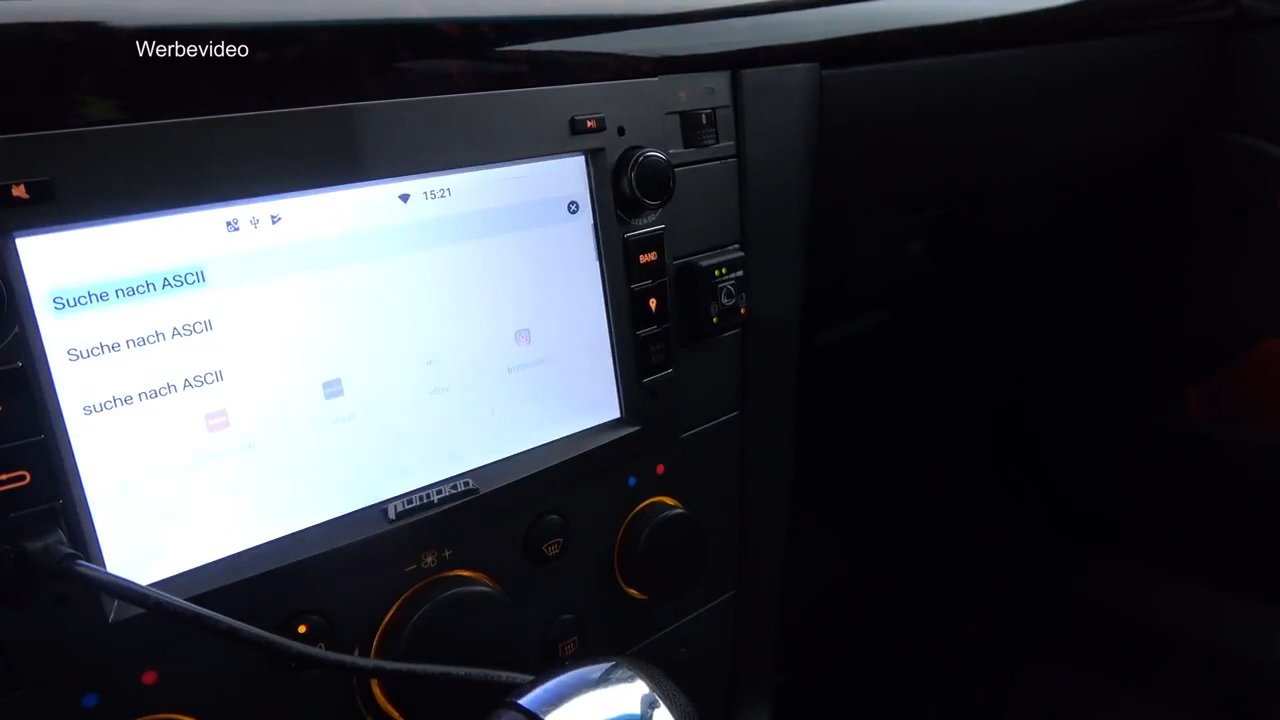 Werbevideo
15:21
Suche nach ASCII
Suche nach ASCII
suche nach ASCII
BAND
PUMPKIN